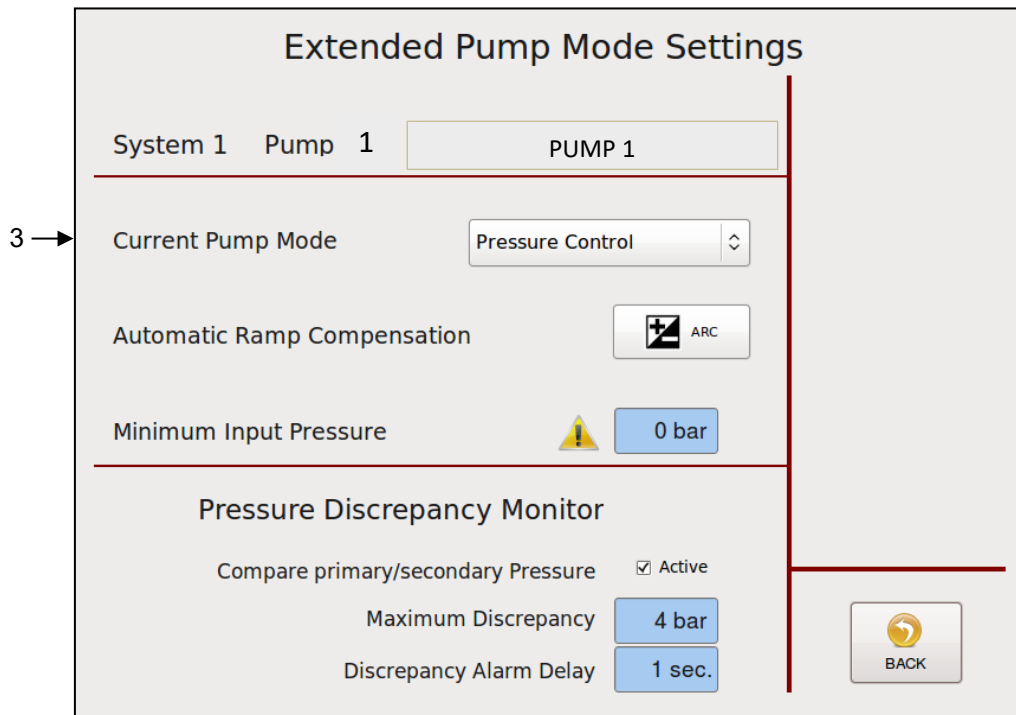 Extended Pump Mode Settings
System 1 Pump 1 PUMP 1
3 Current Pump Mode Pressure Control
Automatic Ramp Compensation ARC
Minimum Input Pressure 0 bar
Pressure Discrepancy Monitor
Compare primary/secondary Pressure Active
Maximum Discrepancy 4 bar
Discrepancy Alarm Delay 1 sec.
BACK